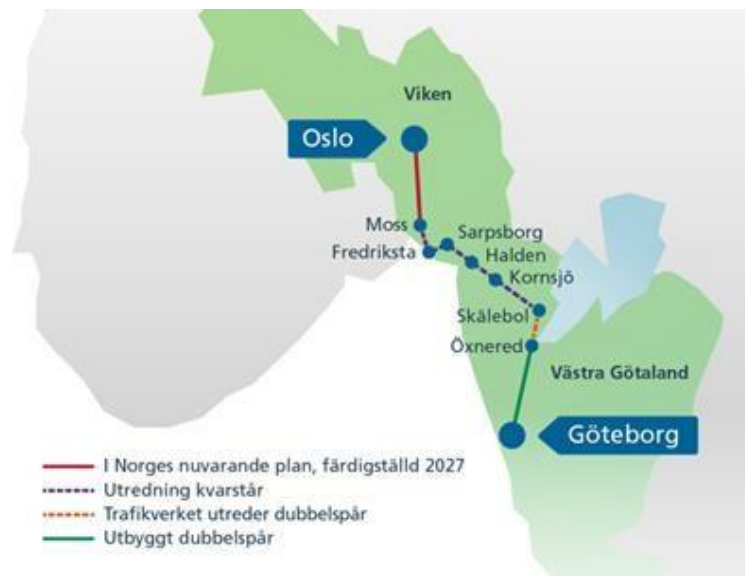 Viken
Oslo
Moss
Sarpsborg
Fredriksta
Halden
Kornsjö
Skälebol
Öxnered
Västra Götaland
Göteborg
I Norges nuvarande plan, färdigställd 2027
Utredning kvarstår
Trafikverket utreder dubbelspår
Utbyggt dubbelspår